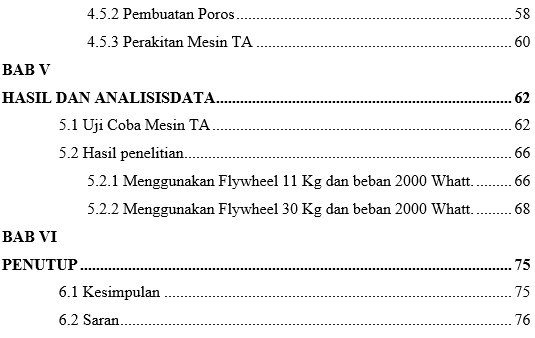 4.5.2 Pembuatan Poros ........................................................................ 58
4.5.3 Perakitan Mesin TA .................................................................... 60
BAB V
HASIL DAN ANALISISDATA............................................................................ 62
5.1 Uji Coba Mesin TA................................................................................ 62
5.2 Hasil penelitian...................................................................................... 66
5.2.1 Menggunakan Flywheel 11 Kg dan beban 2000 Whatt. ......... 66
5.2.2 Menggunakan Flywheel 30 Kg dan beban 2000 Whatt. ......... 68
BAB VI
PENUTUP ................................................................................................................ 75
6.1 Kesimpulan ........................................................................................... 75
6.2 Saran...................................................................................................... 76